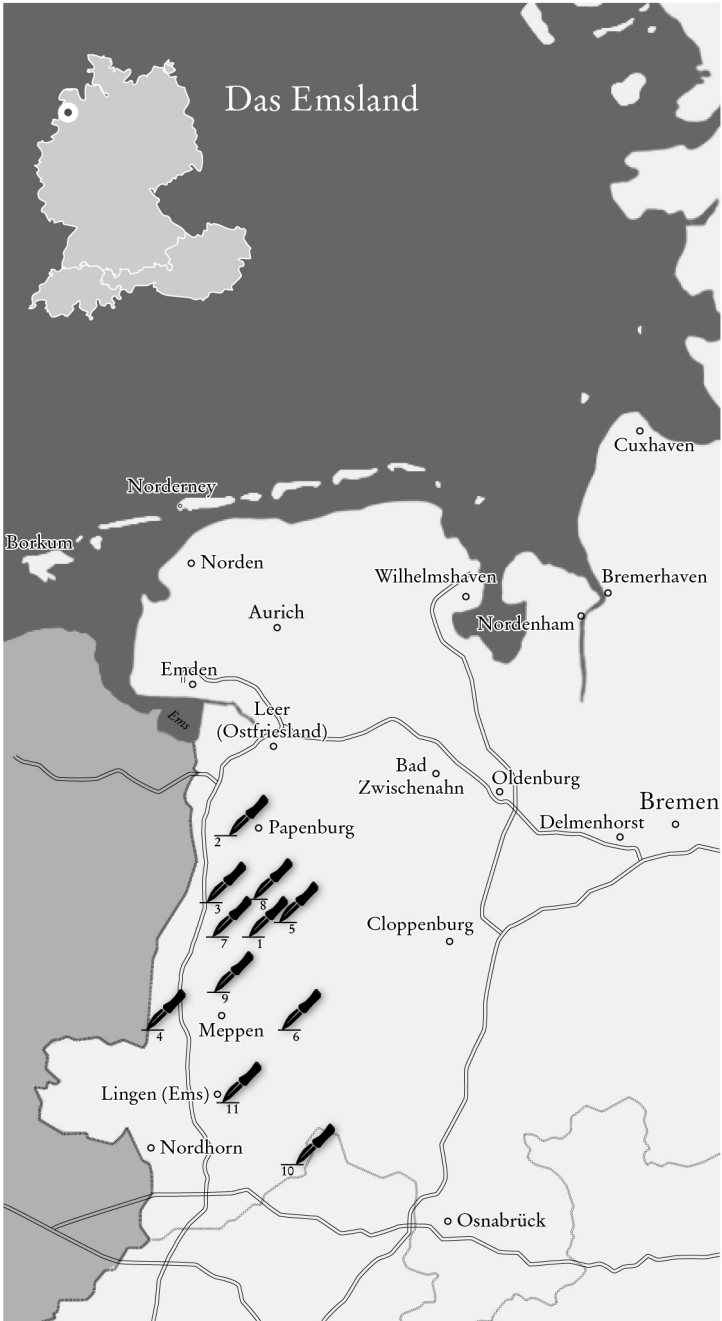 Das Emsland
Cuxhaven
Norderney
Borkum
Norden
Wilhelmshaven
Bremerhaven
Aurich
Nordenham
Emden
Ems
Leer
(Ostfriesland)
Bad
Zwischenahn
Oldenburg
Bremen
Delmenhorst
2
Papenburg
3
8
5
7
1
Cloppenburg
9
4
Meppen
6
Lingen (Ems)
11
Nordhorn
10
Osnabrück